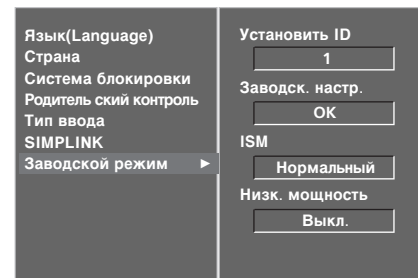 Язык(Language)
Страна
Система блокировки
Родитель ский контроль
Тип ввода
SIMPLINK
Заводской режим ►
Установить ID
1
Заводск. настр.
ОК
ISM
Нормальный
Низк. мощность
Выкл.